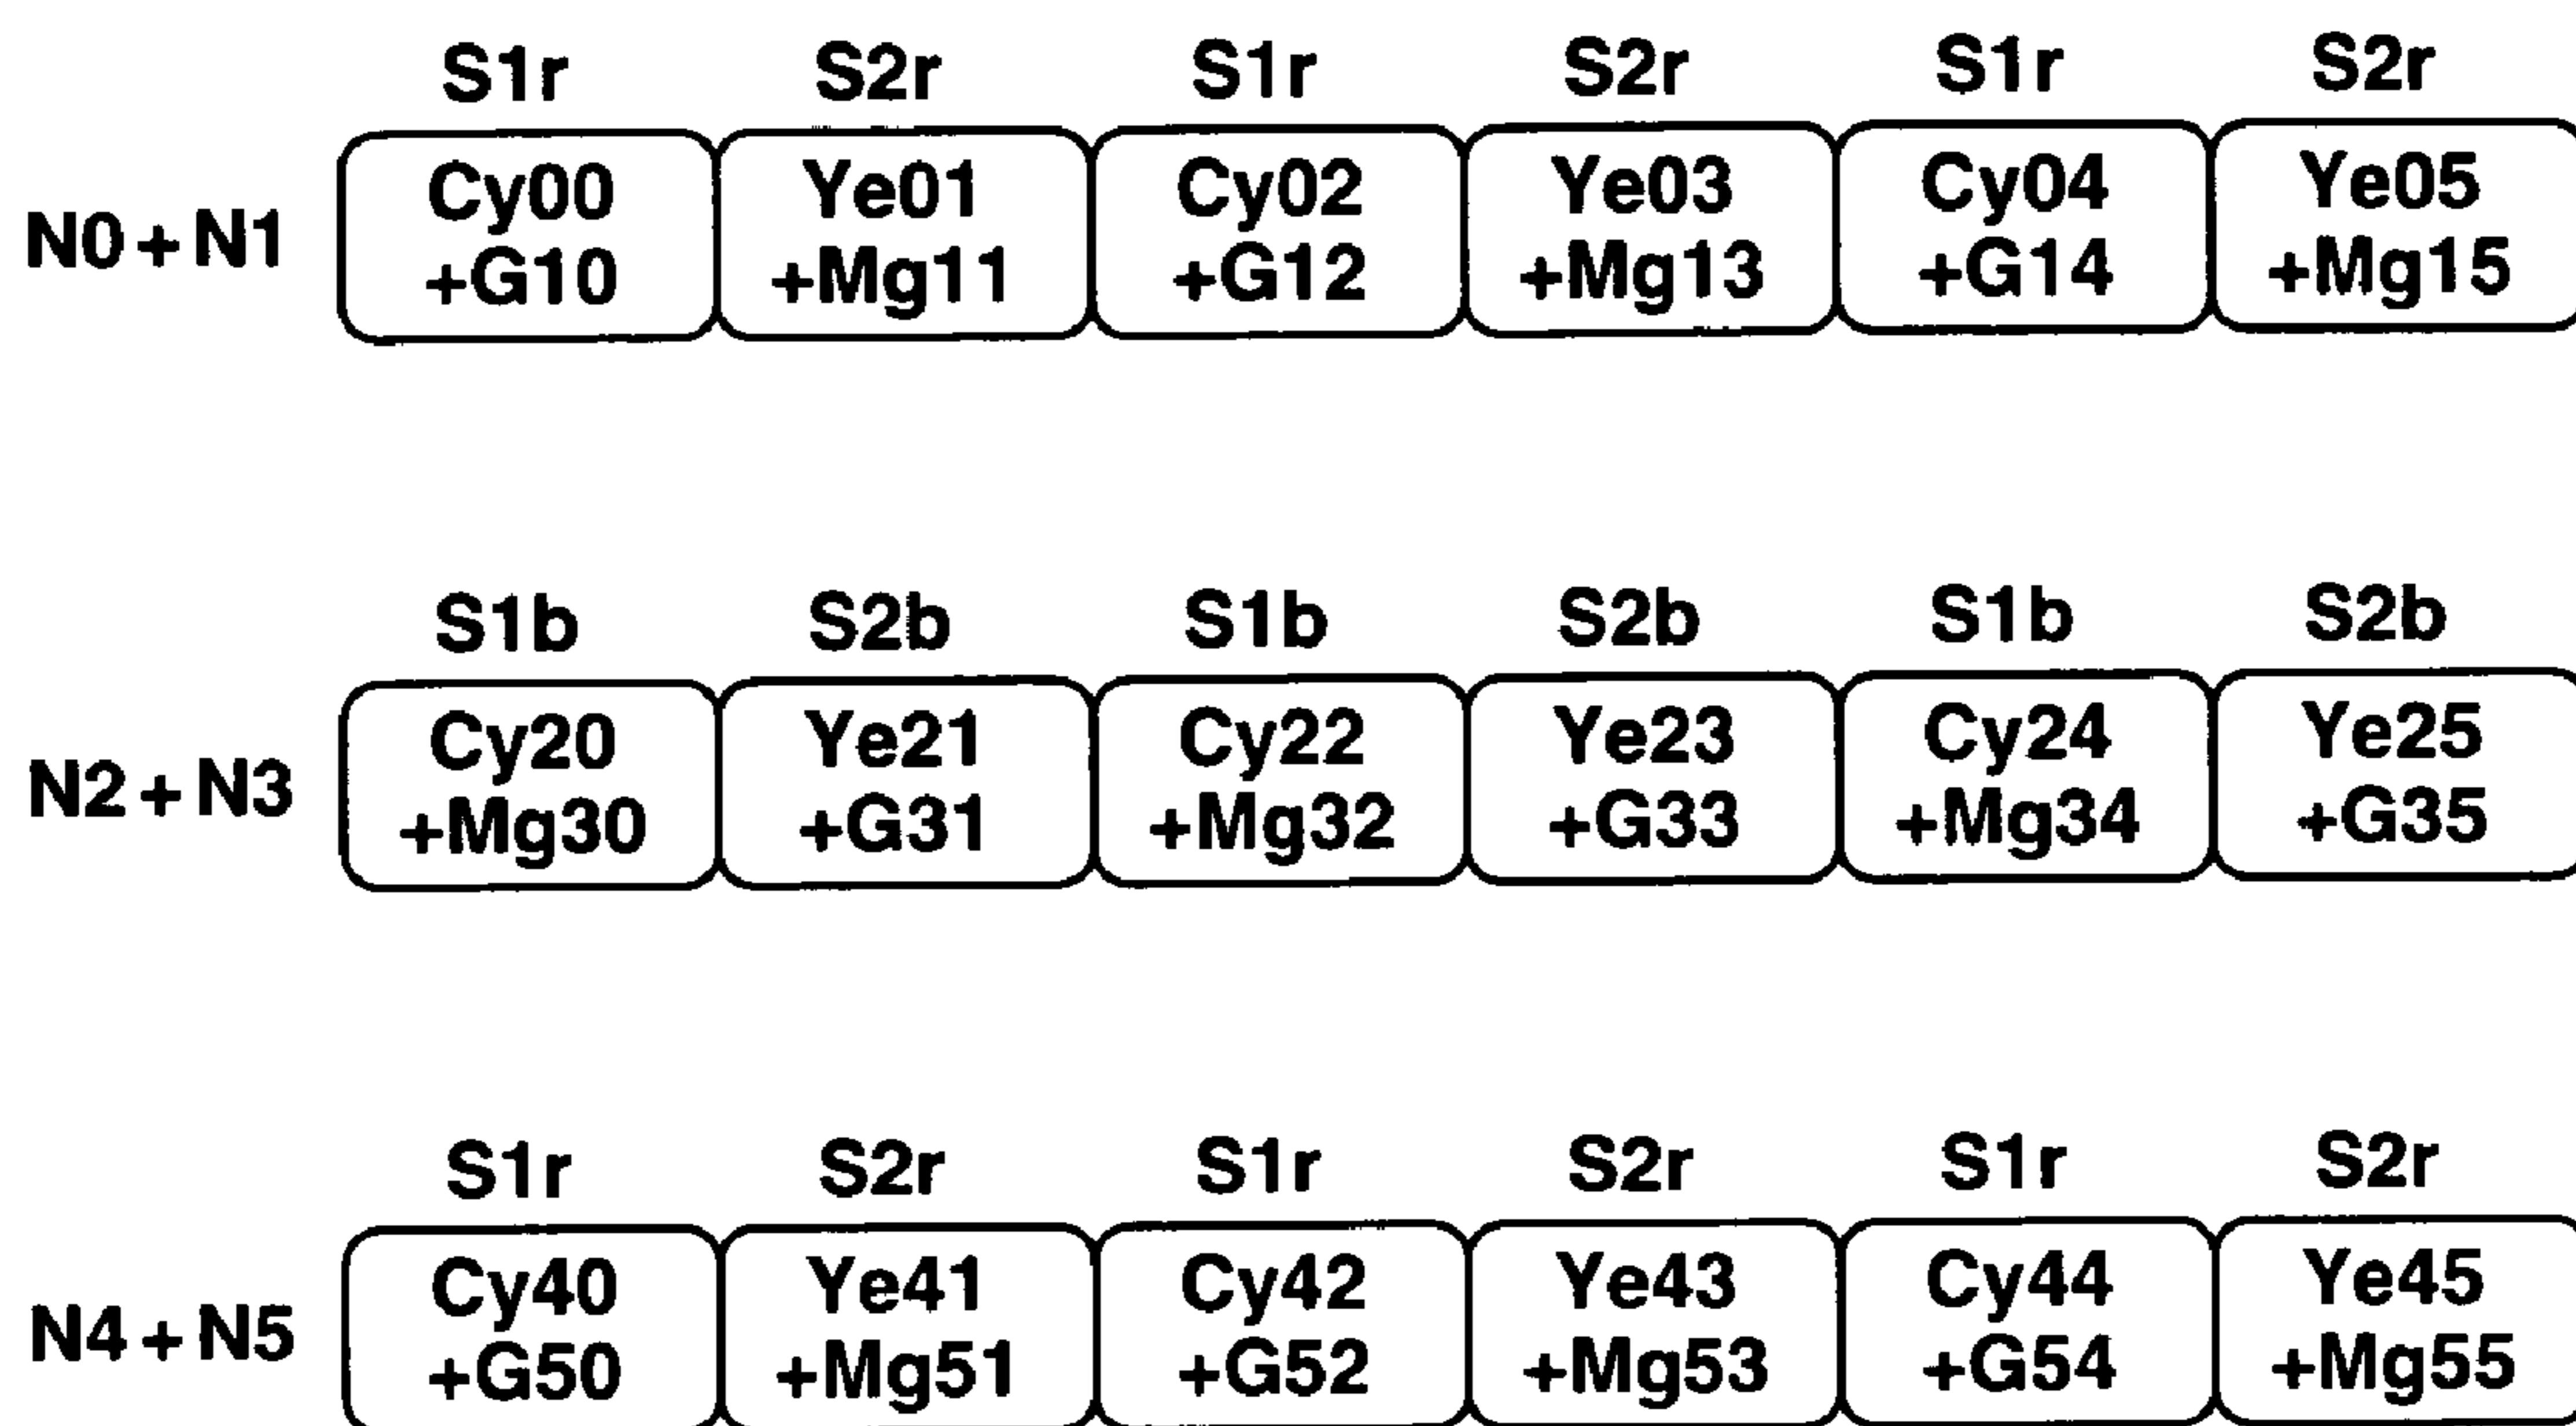 S1r S2r S1r S2r S1r S2r
N0+N1 Cy00 Ye01 Cy02 Ye03 Cy04 Ye05
+G10 +Mg11 +G12 +Mg13 +G14 +Mg15
S1b S2b S1b S2b S1b S2b
N2+N3 Cy20 Ye21 Cy22 Ye23 Cy24 Ye25
+Mg30 +G31 +Mg32 +G33 +Mg34 +G35
S1r S2r S1r S2r S1r S2r
N4+N5 Cy40 Ye41 Cy42 Ye43 Cy44 Ye45
+G50 +Mg51 +G52 +Mg53 +G54 +Mg55